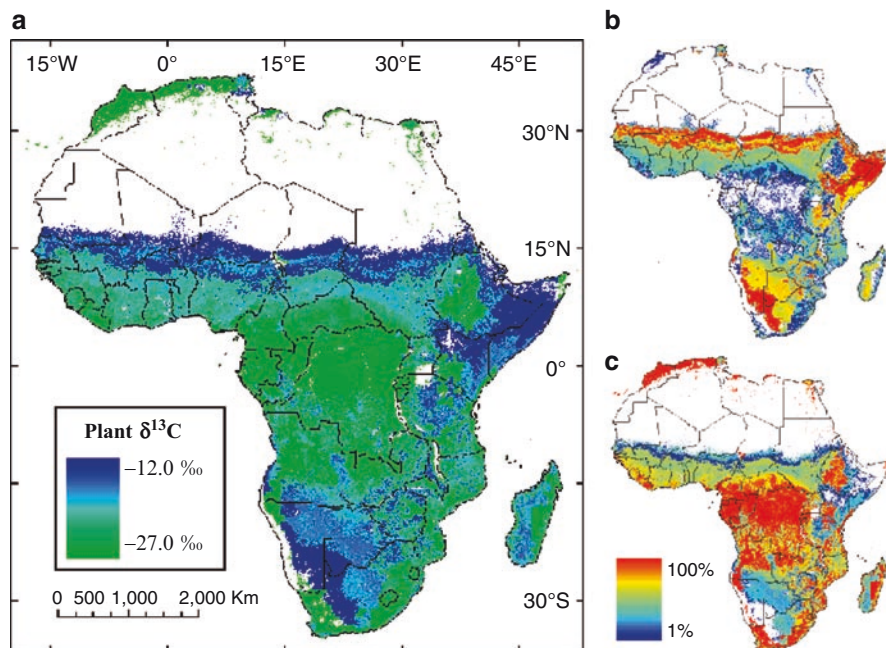 a
15°W 0° 15°E 30°E 45°E
30°N
15°N
0°
30°S
Plant δ¹³C
–12.0 ‰
–27.0 ‰
0 500 1,000 2,000 Km
b
c
100%
1%